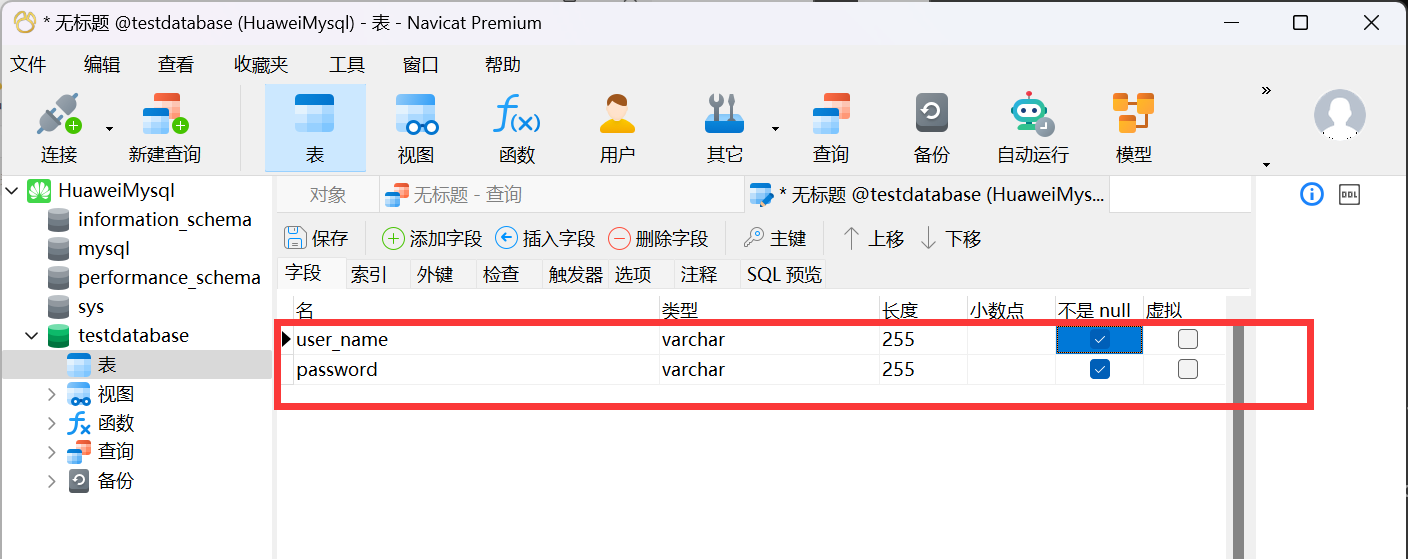 * 无标题 @testdatabase (HuaweiMysql) - 表 - Navicat Premium
文件 编辑 查看 收藏夹 工具 窗口 帮助
连接 新建查询 表 视图 函数 用户 其它 查询 备份 自动运行 模型
HuaweiMysql
information_schema
mysql
performance_schema
sys
testdatabase
表
视图
函数
查询
备份
对象 无标题 - 查询 * 无标题 @testdatabase (HuaweiMys...
DDL
保存 添加字段 插入字段 删除字段 主键 上移 下移
字段 索引 外键 检查 触发器 选项 注释 SQL 预览
名 类型 长度 小数点 不是 null 虚拟
user_name varchar 255
password varchar 255